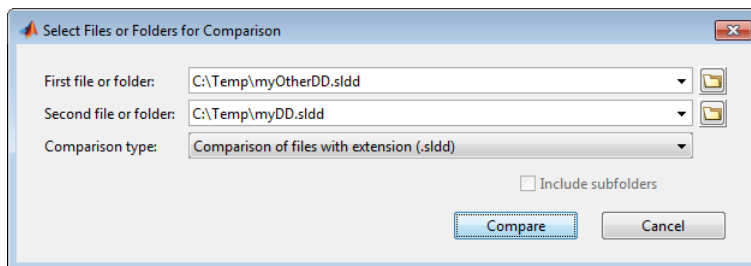 Select Files or Folders for Comparison
First file or folder: C:\Temp\myOtherDD.sldd
Second file or folder: C:\Temp\myDD.sldd
Comparison type: Comparison of files with extension (.sldd)
Include subfolders
Compare Cancel